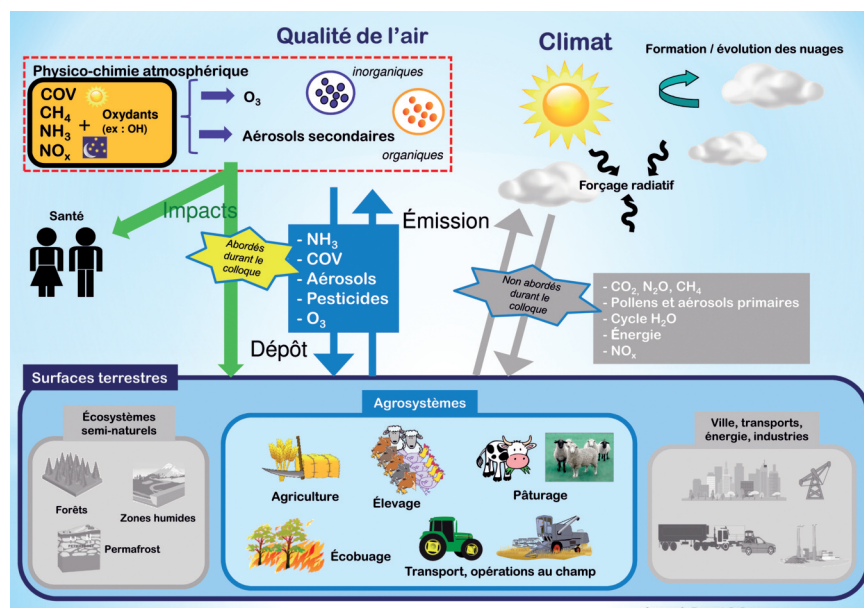 Qualité de l'air
Climat
Formation / évolution des nuages
Physico-chimie atmosphérique
COV
CH₄
NH₃
NOₓ
+
Oxydants
(ex : OH)
O₃
Aérosols secondaires
inorganiques
organiques
Forçage radiatif
Santé
Impacts
Abordés
durant le
colloque
- NH₃
- COV
- Aérosols
- Pesticides
- O₃
Émission
Dépôt
Non abordés
durant le
colloque
- CO₂, N₂O, CH₄
- Pollens et aérosols primaires
- Cycle H₂O
- Énergie
- NOₓ
Surfaces terrestres
Écosystèmes
semi-naturels
Forêts
Zones humides
Permafrost
Agrosystèmes
Agriculture
Élevage
Pâturage
Écobuage
Transport, opérations au champ
Ville, transports,
énergie, industries